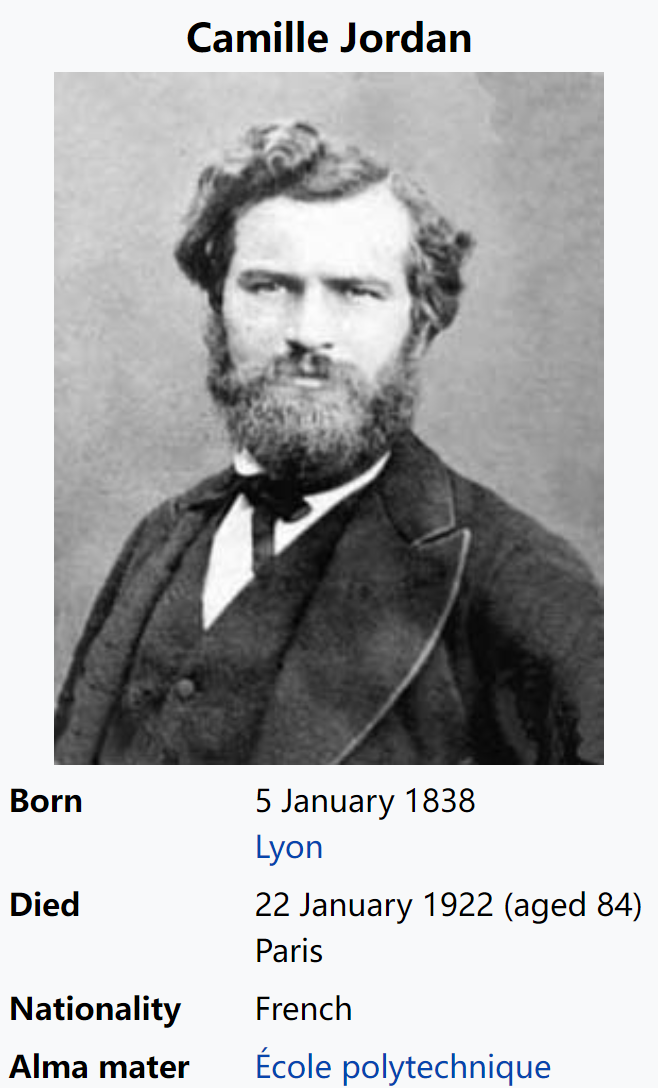 Camille Jordan
Born 5 January 1838
Lyon
Died 22 January 1922 (aged 84)
Paris
Nationality French
Alma mater École polytechnique